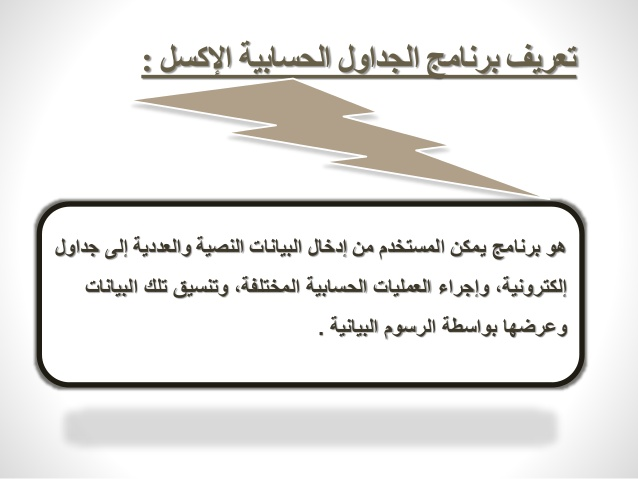 تعريف برنامج الجداول الحسابية الإكسل :
هو برنامج يمكن المستخدم من إدخال البيانات النصية والعددية إلى جداول
إلكترونية، وإجراء العمليات الحسابية المختلفة، وتنسيق تلك البيانات
وعرضها بواسطة الرسوم البيانية .